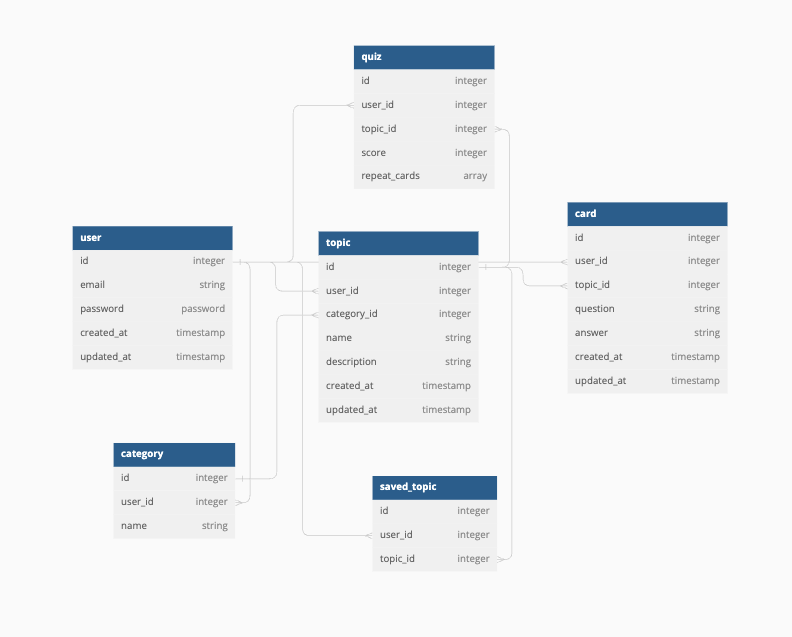 quiz
id integer
user_id integer
topic_id integer
score integer
repeat_cards array
user
id integer
email string
password password
created_at timestamp
updated_at timestamp
topic
id integer
user_id integer
category_id integer
name string
description string
created_at timestamp
updated_at timestamp
card
id integer
user_id integer
topic_id integer
question string
answer string
created_at timestamp
updated_at timestamp
category
id integer
user_id integer
name string
saved_topic
id integer
user_id integer
topic_id integer